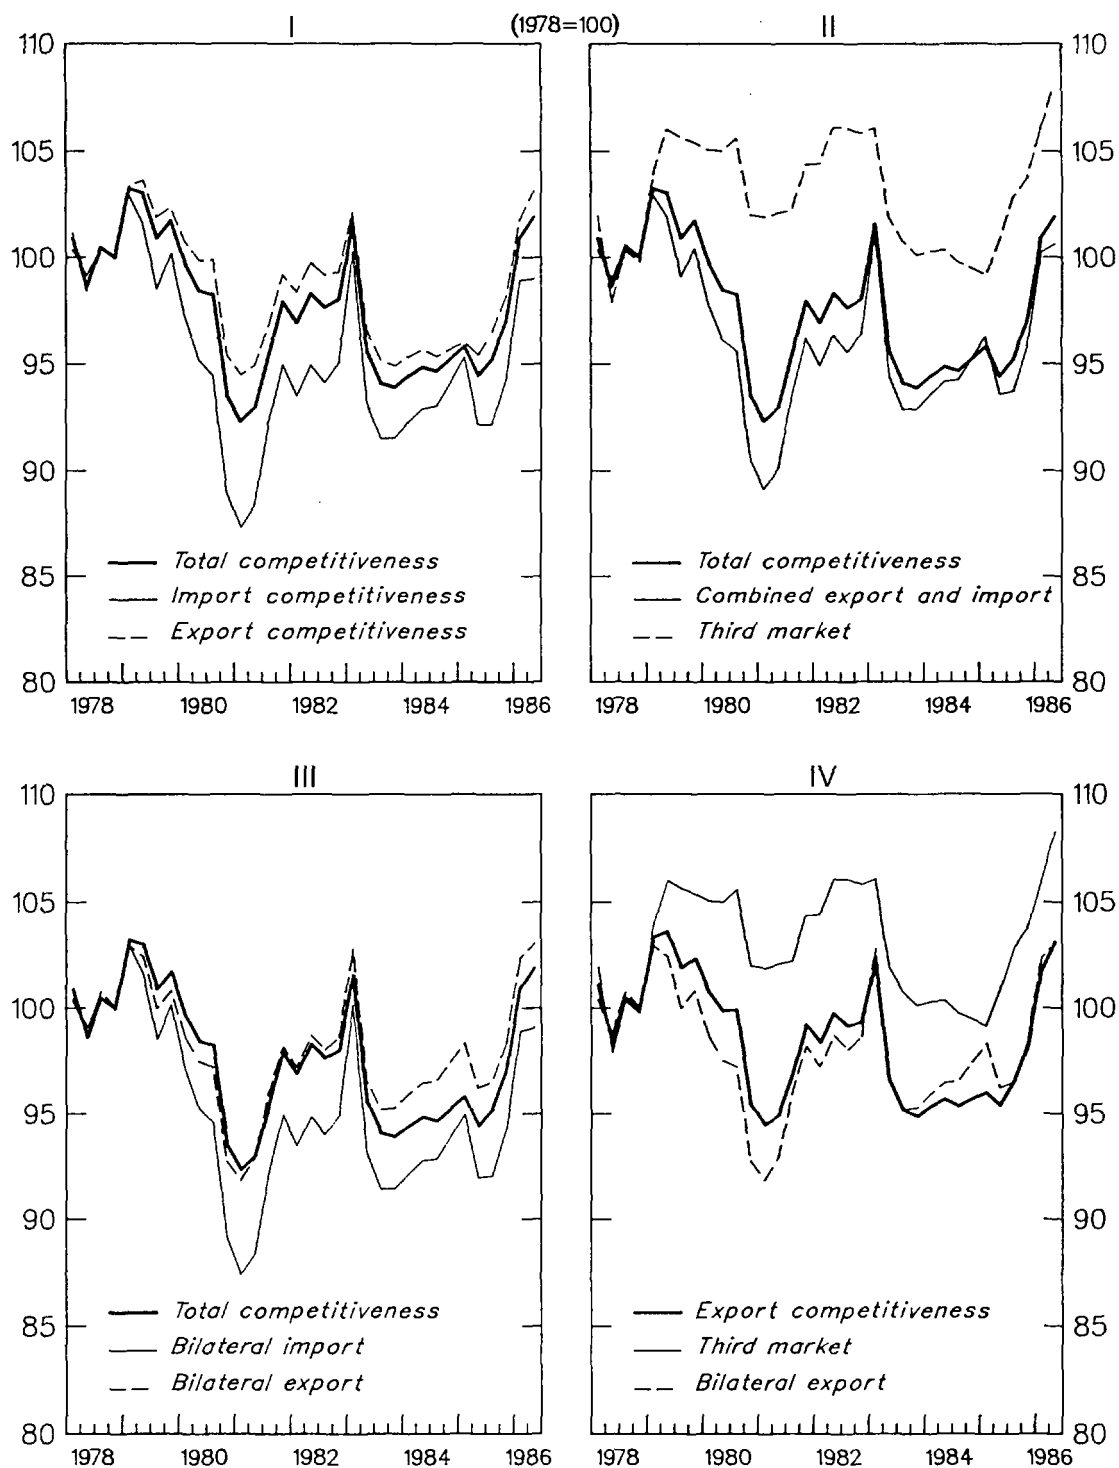 I (1978=100) II
110 110
105 105
100 100
95 95
90 90
Total competitiveness Total competitiveness
85 Import competitiveness Combined export and import 85
Export competitiveness Third market
80 80
1978 1980 1982 1984 1986 1978 1980 1982 1984 1986
III IV
110 110
105 105
100 100
95 95
90 90
Total competitiveness Export competitiveness
85 Bilateral import Third market 85
Bilateral export Bilateral export
80 80
1978 1980 1982 1984 1986 1978 1980 1982 1984 1986